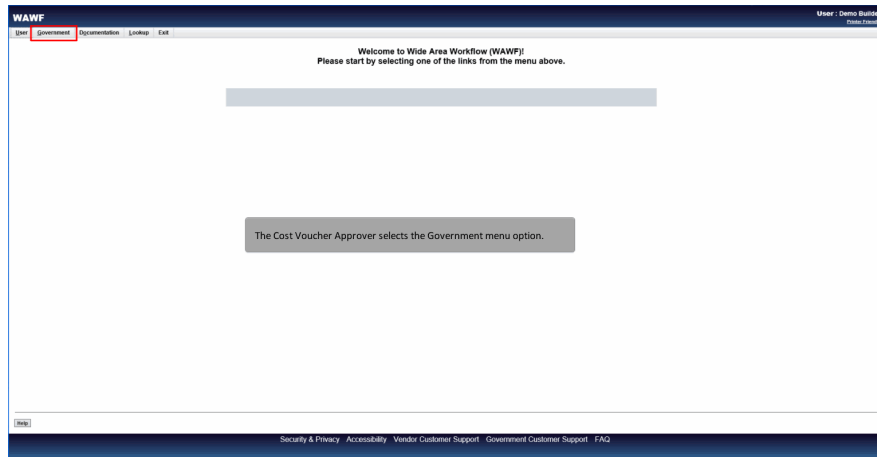 WAWF
User : Demo Builde
Printer Friend
User Government Documentation Lookup Exit
Welcome to Wide Area Workflow (WAWF)!
Please start by selecting one of the links from the menu above.
The Cost Voucher Approver selects the Government menu option.
Help
Security & Privacy Accessibility Vendor Customer Support Government Customer Support FAQ